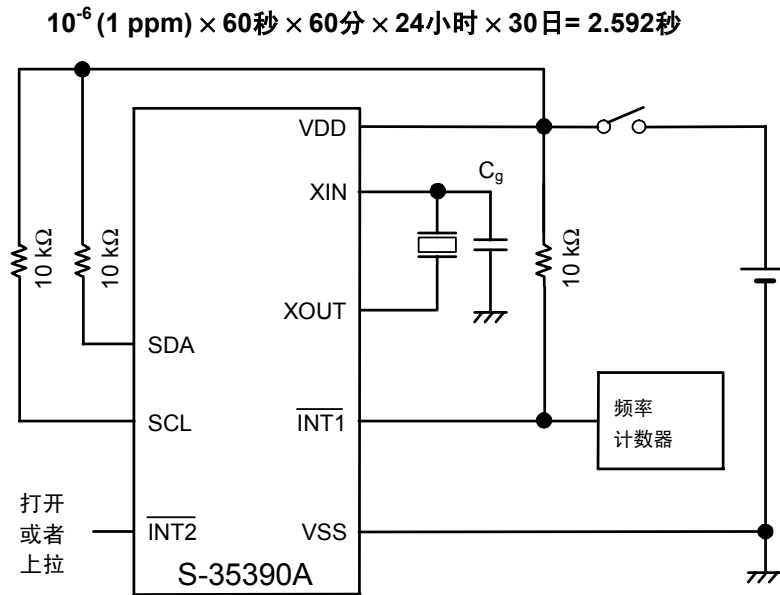 10⁻⁶ (1 ppm) × 60秒 × 60分 × 24小时 × 30日= 2.592秒
VDD
XIN
C_g
10 kΩ
10 kΩ
10 kΩ
XOUT
SDA
SCL
INT1
频率
计数器
打开
或者
上拉
INT2
VSS
S-35390A